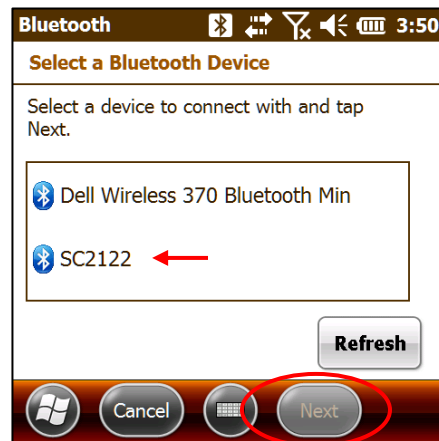 Bluetooth 3:50
Select a Bluetooth Device
Select a device to connect with and tap
Next.
Dell Wireless 370 Bluetooth Min
SC2122
Refresh
Cancel Next